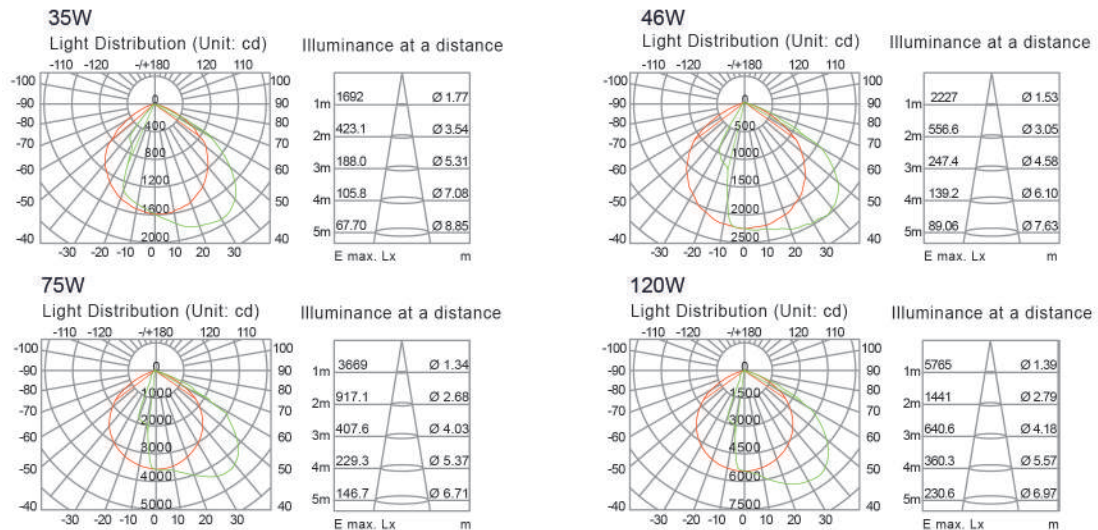 35W
Light Distribution (Unit: cd)
Illuminance at a distance
-110 -120 -/+180 120 110
-100 100
-90 90
-80 80
-70 70
-60 60
-50 50
-40 40
-30 -20 -10 0 10 20 30
0
400
800
1200
1600
2000
1m 1692 Ø 1.77
2m 423.1 Ø 3.54
3m 188.0 Ø 5.31
4m 105.8 Ø 7.08
5m 67.70 Ø 8.85
E max. Lx m
46W
Light Distribution (Unit: cd)
Illuminance at a distance
-110 -120 -/+180 120 110
-100 100
-90 90
-80 80
-70 70
-60 60
-50 50
-40 40
-30 -20 -10 0 10 20 30
0
500
1000
1500
2000
2500
1m 2227 Ø 1.53
2m 556.6 Ø 3.05
3m 247.4 Ø 4.58
4m 139.2 Ø 6.10
5m 89.06 Ø 7.63
E max. Lx m
75W
Light Distribution (Unit: cd)
Illuminance at a distance
-110 -120 -/+180 120 110
-100 100
-90 90
-80 80
-70 70
-60 60
-50 50
-40 40
-30 -20 -10 0 10 20 30
0
1000
2000
3000
4000
5000
1m 3669 Ø 1.34
2m 917.1 Ø 2.68
3m 407.6 Ø 4.03
4m 229.3 Ø 5.37
5m 146.7 Ø 6.71
E max. Lx m
120W
Light Distribution (Unit: cd)
Illuminance at a distance
-110 -120 -/+180 120 110
-100 100
-90 90
-80 80
-70 70
-60 60
-50 50
-40 40
-30 -20 -10 0 10 20 30
0
1500
3000
4500
6000
7500
1m 5765 Ø 1.39
2m 1441 Ø 2.79
3m 640.6 Ø 4.18
4m 360.3 Ø 5.57
5m 230.6 Ø 6.97
E max. Lx m